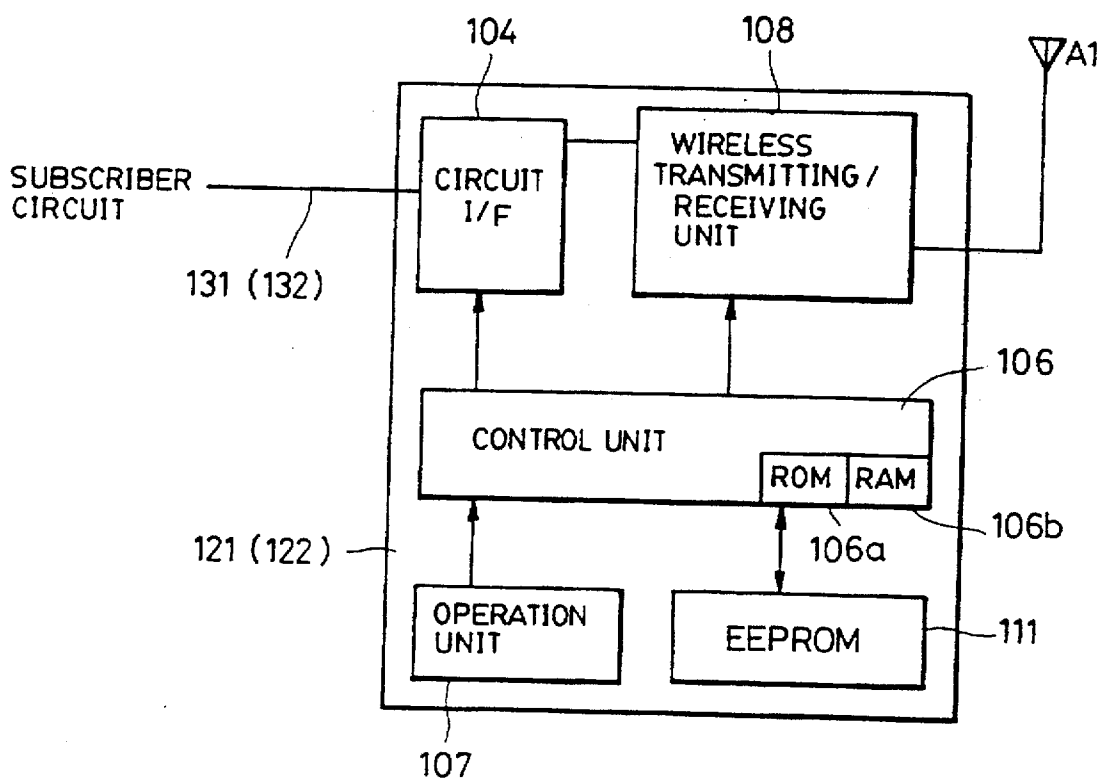 104
108
A1
WIRELESS
TRANSMITTING/
RECEIVING
UNIT
SUBSCRIBER
CIRCUIT
CIRCUIT
I/F
131 (132)
106
CONTROL UNIT
ROM
RAM
106b
106a
121 (122)
OPERATION
UNIT
EEPROM
111
107